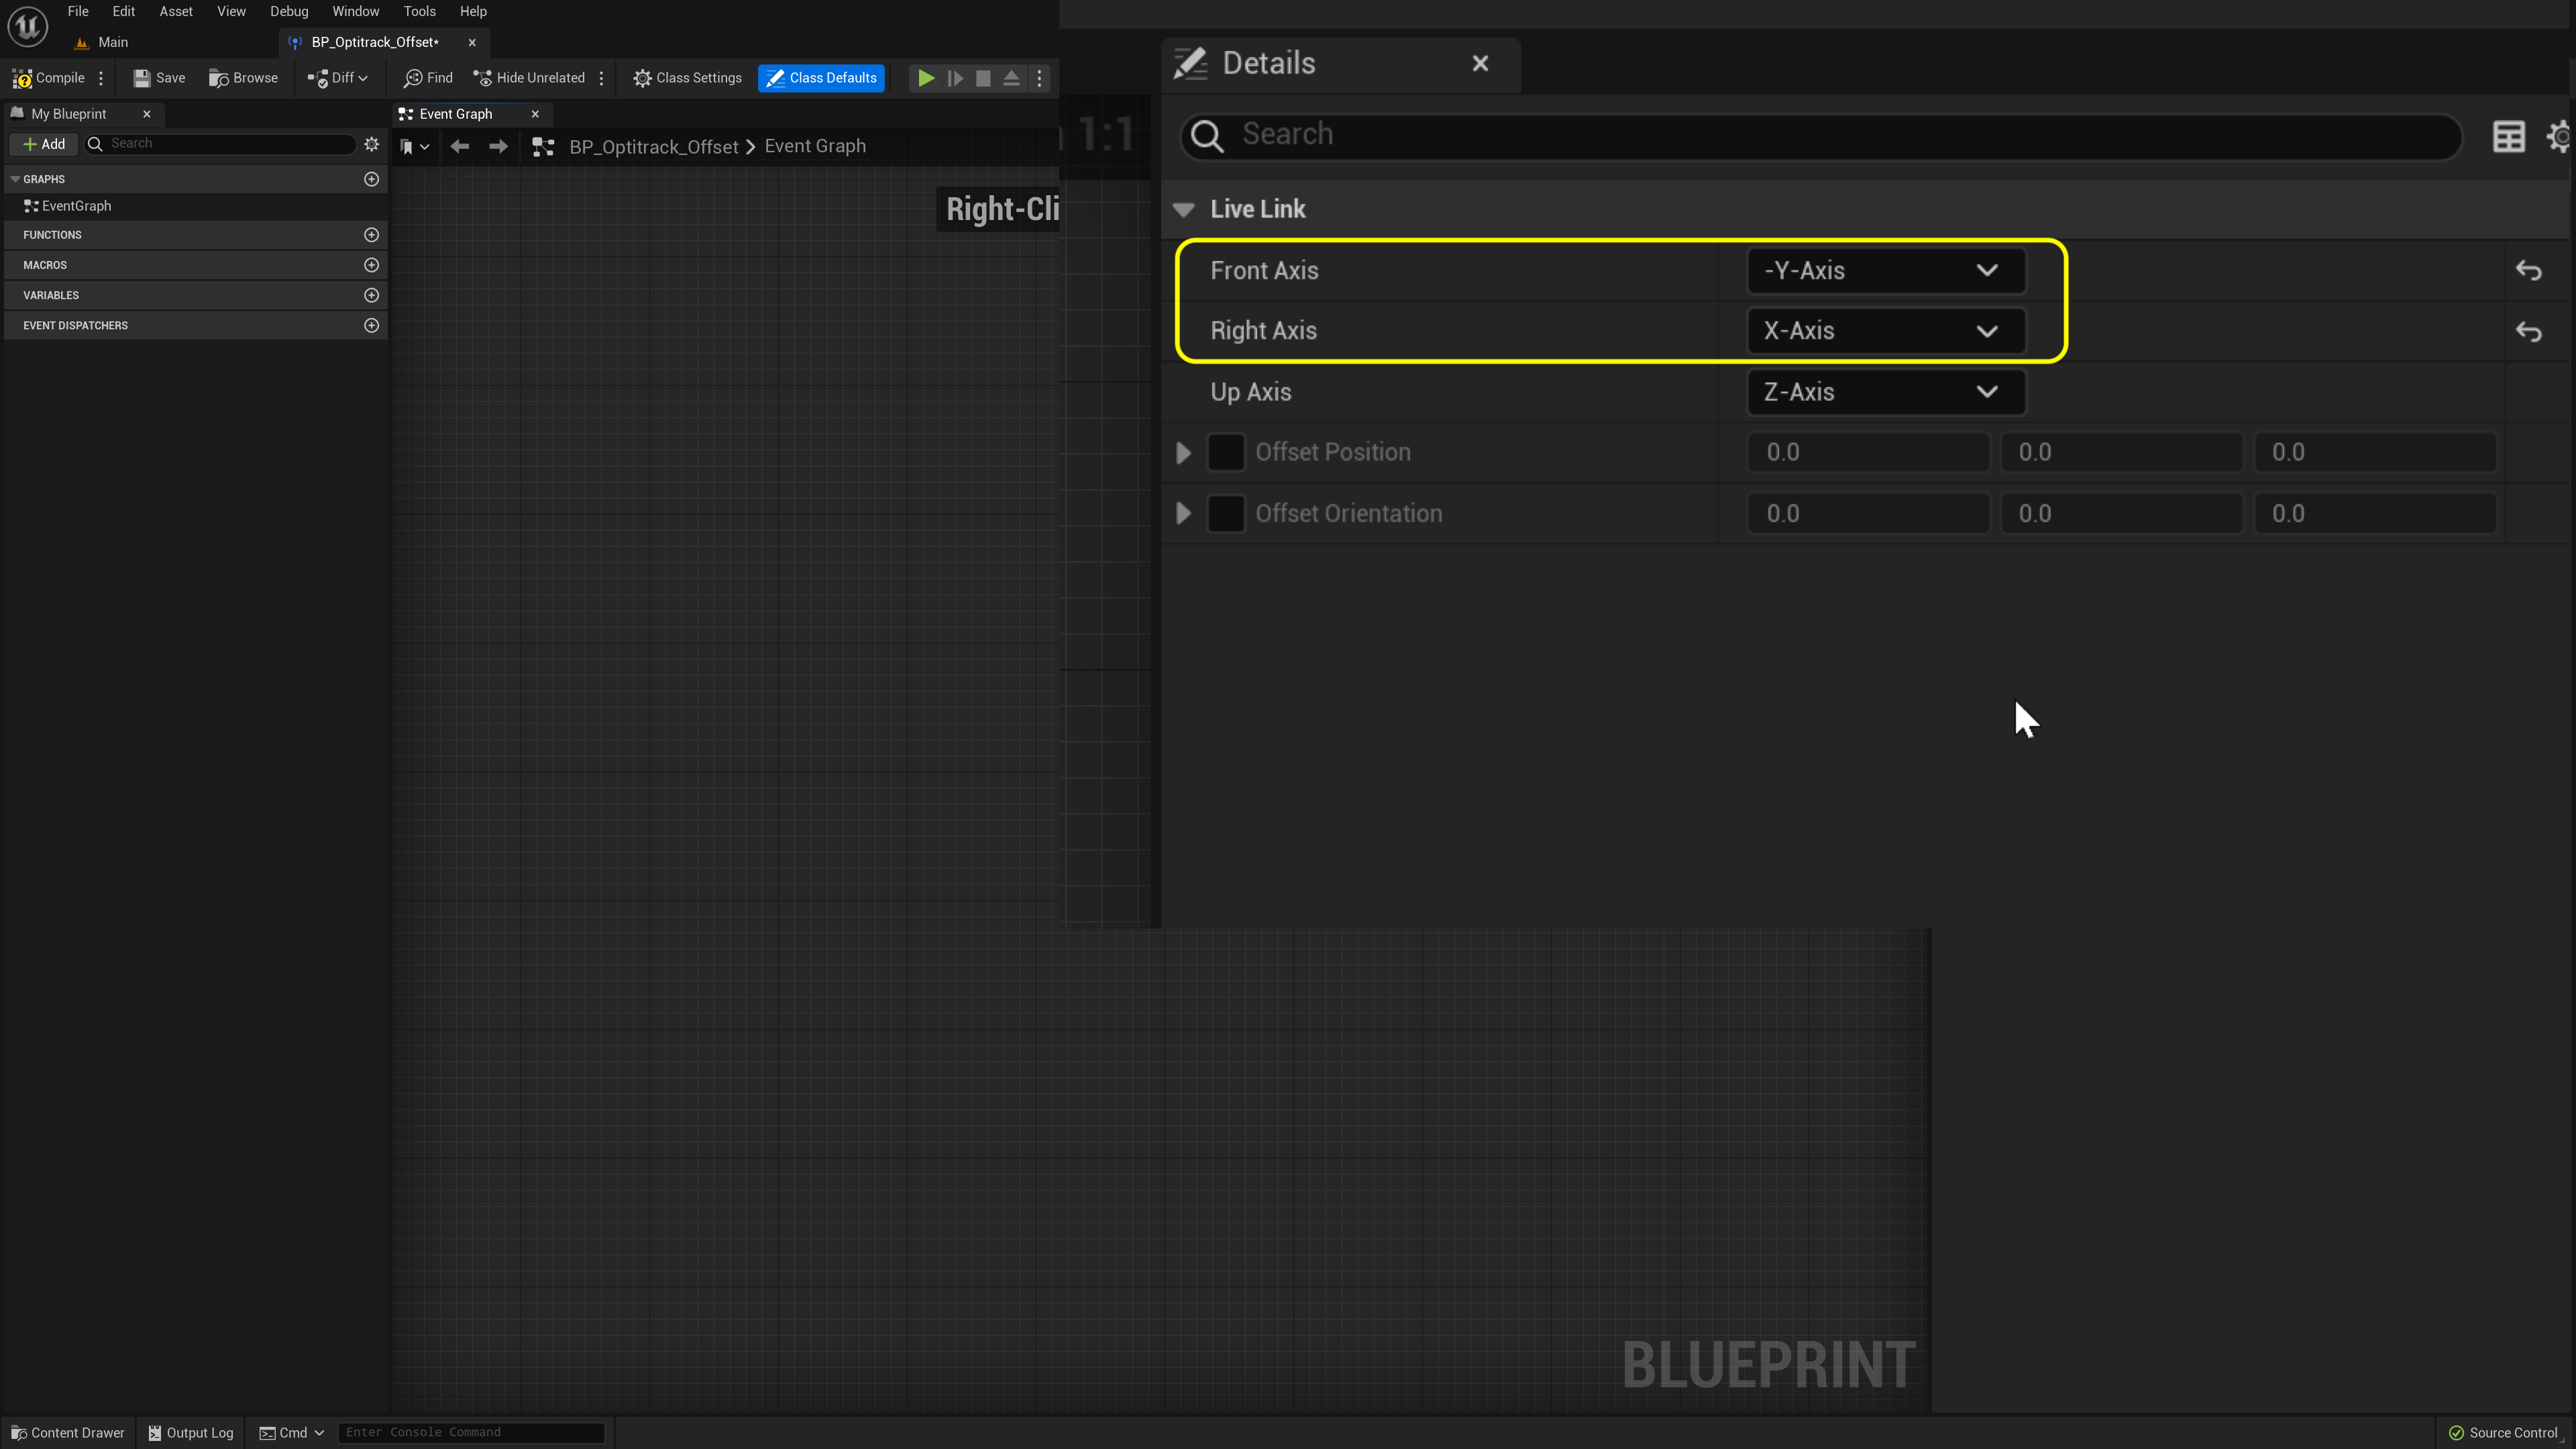 File Edit Asset View Debug Window Tools Help
Main BP_Optitrack_Offset*
Compile Save Browse Diff Find Hide Unrelated Class Settings Class Defaults
My Blueprint Event Graph
Add Search
BP_Optitrack_Offset > Event Graph
GRAPHS
EventGraph
FUNCTIONS
MACROS
VARIABLES
EVENT DISPATCHERS
Right-Cli
1:1
Details
Search
Live Link
Front Axis -Y-Axis
Right Axis X-Axis
Up Axis Z-Axis
Offset Position 0.0 0.0 0.0
Offset Orientation 0.0 0.0 0.0
BLUEPRINT
Content Drawer Output Log Cmd Enter Console Command Source Control